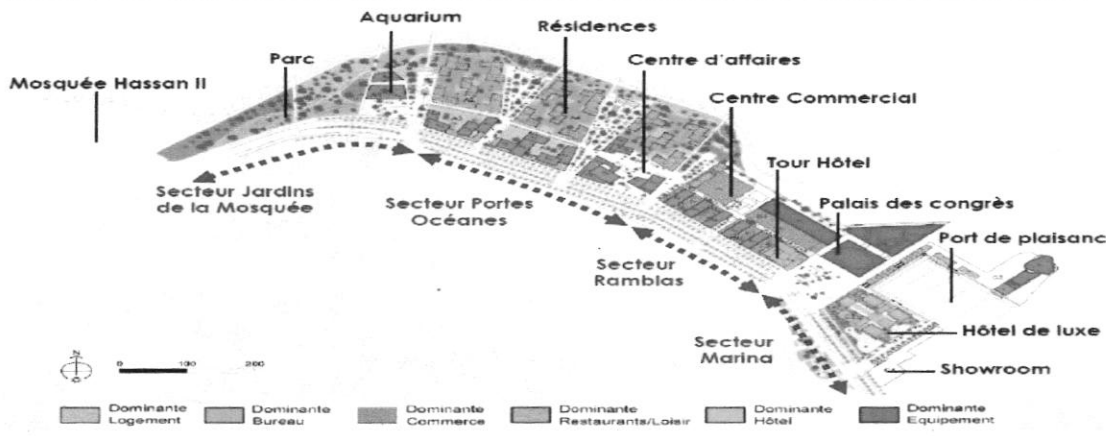 Aquarium
Résidences
Parc
Centre d'affaires
Mosquée Hassan II
Centre Commercial
Tour Hôtel
Secteur Jardins
de la Mosquée
Secteur Portes
Océanes
Palais des congrès
Port de plaisanc
Secteur
Ramblas
Secteur
Marina
Hôtel de luxe
Showroom
N
0 100 200
Dominante
Logement
Dominante
Bureau
Dominante
Commerce
Dominante
Restaurants/Loisir
Dominante
Hôtel
Dominante
Equipement